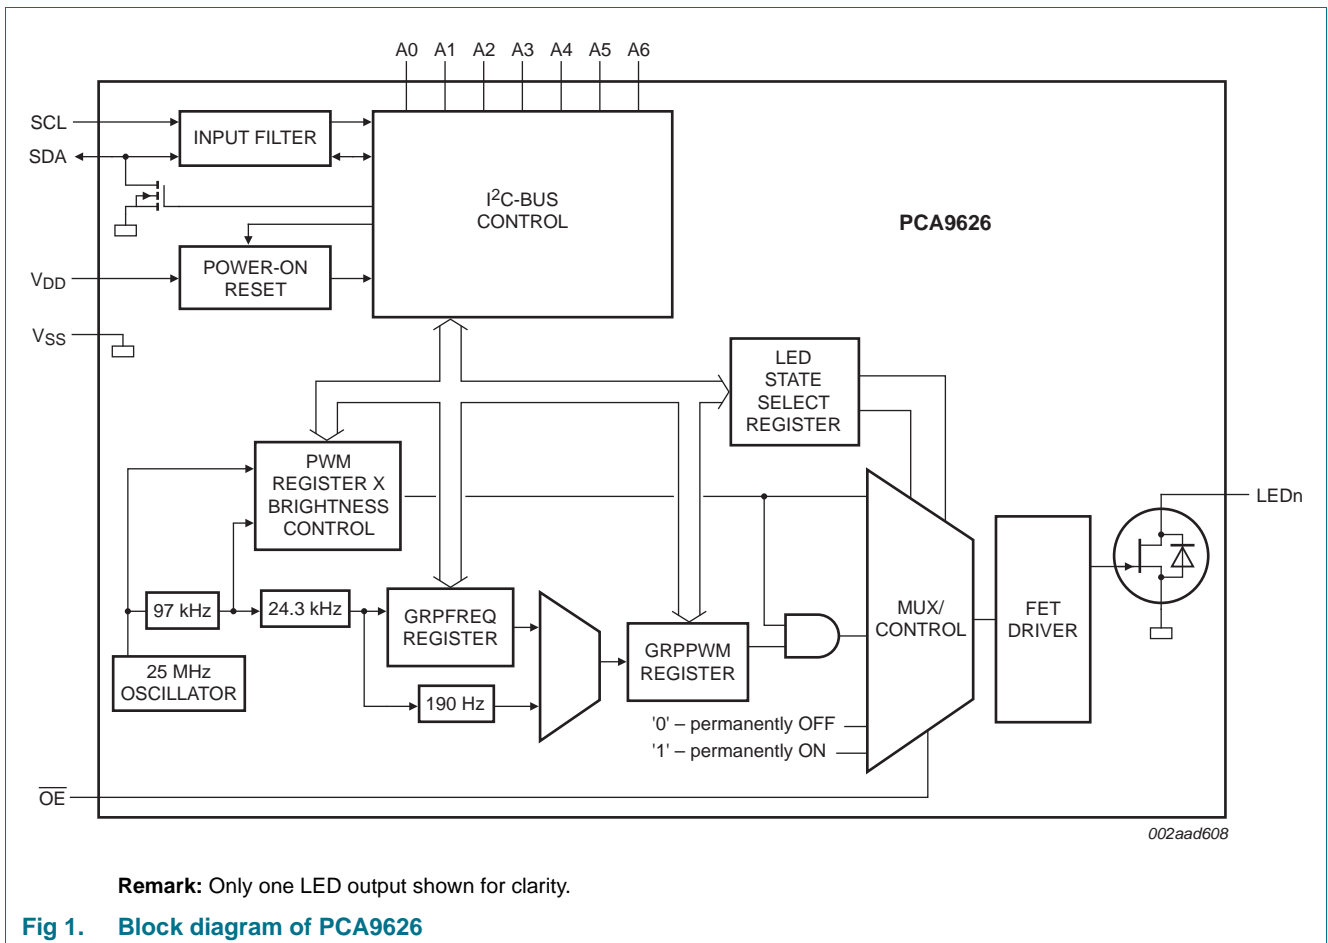 A0 A1 A2 A3 A4 A5 A6
SCL
SDA
INPUT FILTER
I2C-BUS
CONTROL
PCA9626
VDD
POWER-ON
RESET
VSS
LED
STATE
SELECT
REGISTER
PWM
REGISTER X
BRIGHTNESS
CONTROL
LEDn
97 kHz
24.3 kHz
GRPFREQ
REGISTER
MUX/
CONTROL
FET
DRIVER
GRPPWM
REGISTER
25 MHz
OSCILLATOR
190 Hz
'0' – permanently OFF
'1' – permanently ON
OE
002aad608
Remark: Only one LED output shown for clarity.
Fig 1. Block diagram of PCA9626